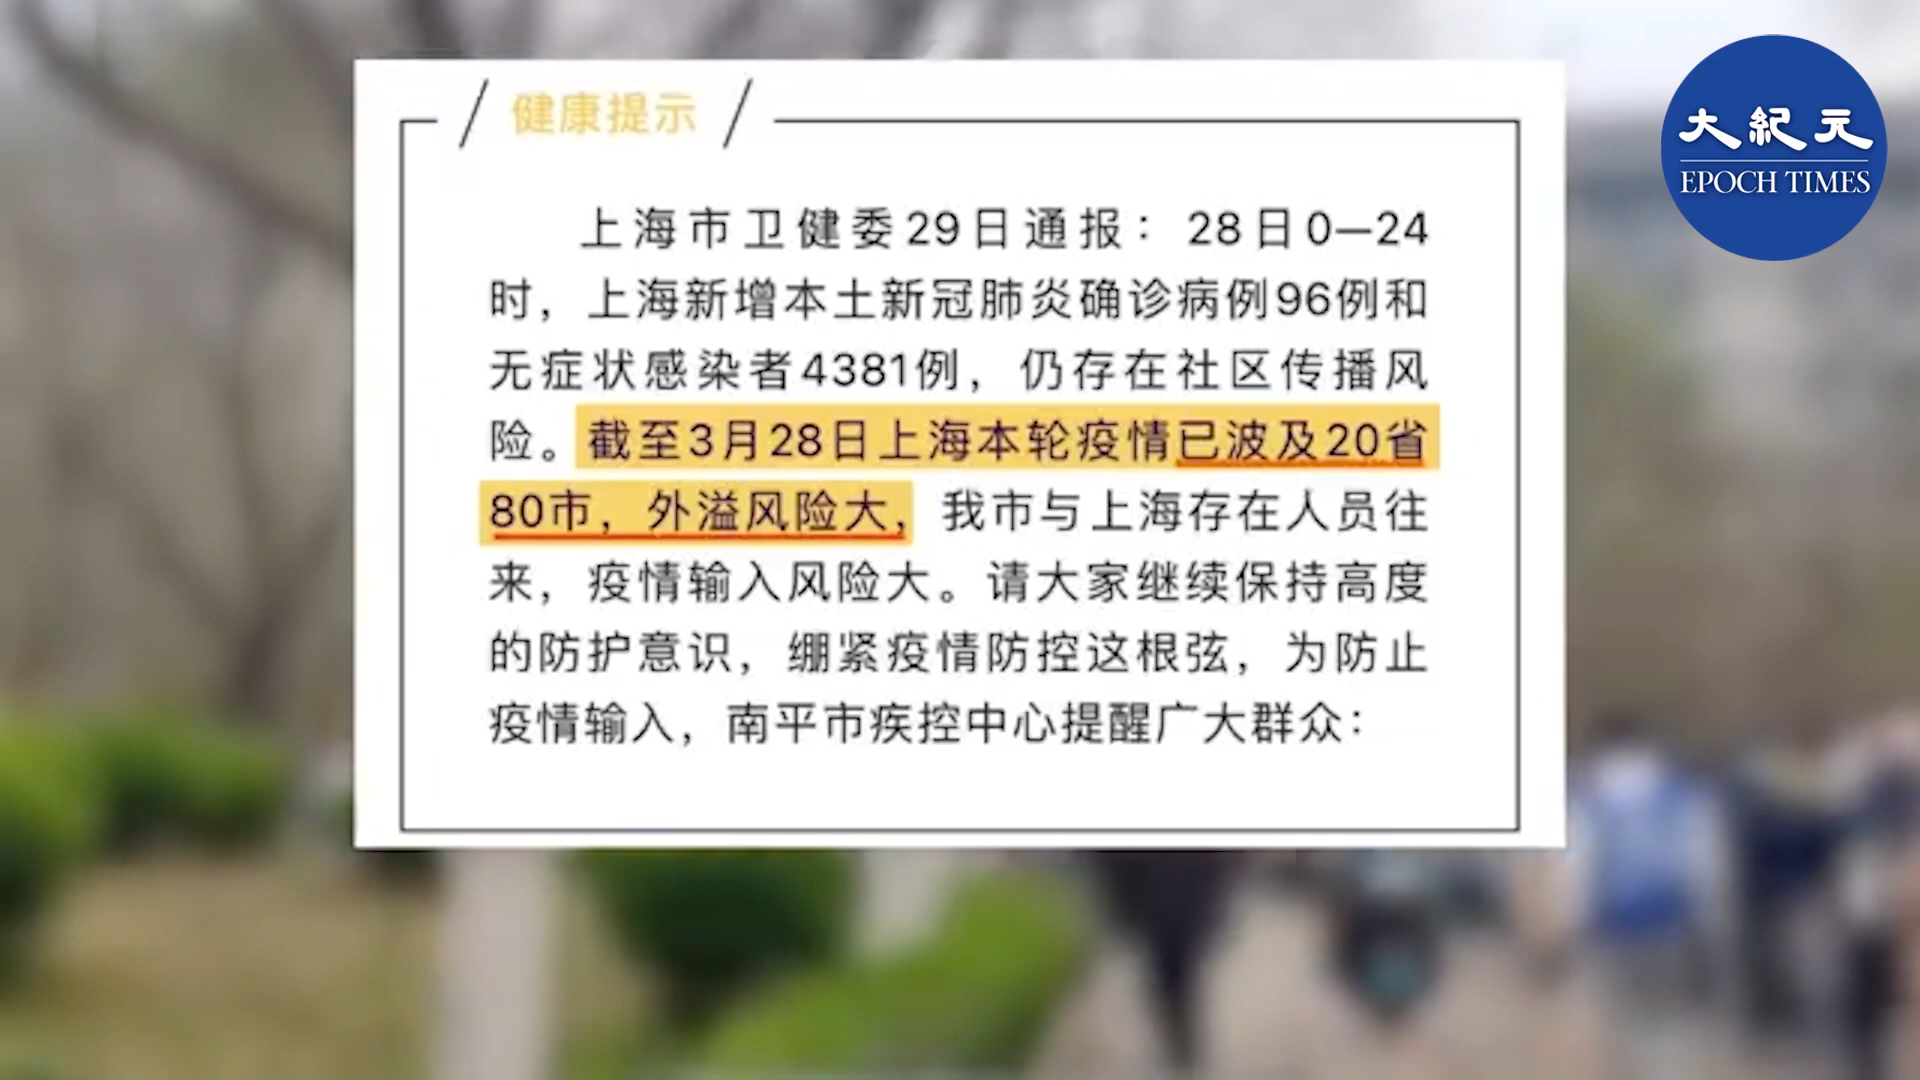 健康提示
上海市卫健委29日通报：28日0—24
时，上海新增本土新冠肺炎确诊病例96例和
无症状感染者4381例，仍存在社区传播风
险。截至3月28日上海本轮疫情已波及20省
80市，外溢风险大，我市与上海存在人员往
来，疫情输入风险大。请大家继续保持高度
的防护意识，绷紧疫情防控这根弦，为防止
疫情输入，南平市疾控中心提醒广大群众：
大紀元
EPOCH TIMES